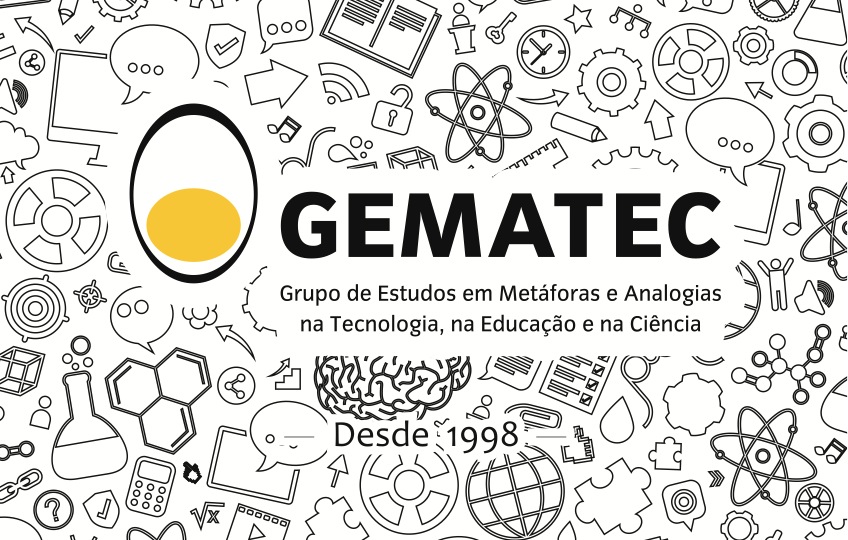 GEMATEC
Grupo de Estudos em Metáforas e Analogias
na Tecnologia, na Educação e na Ciência
Desde 1998
?
√x